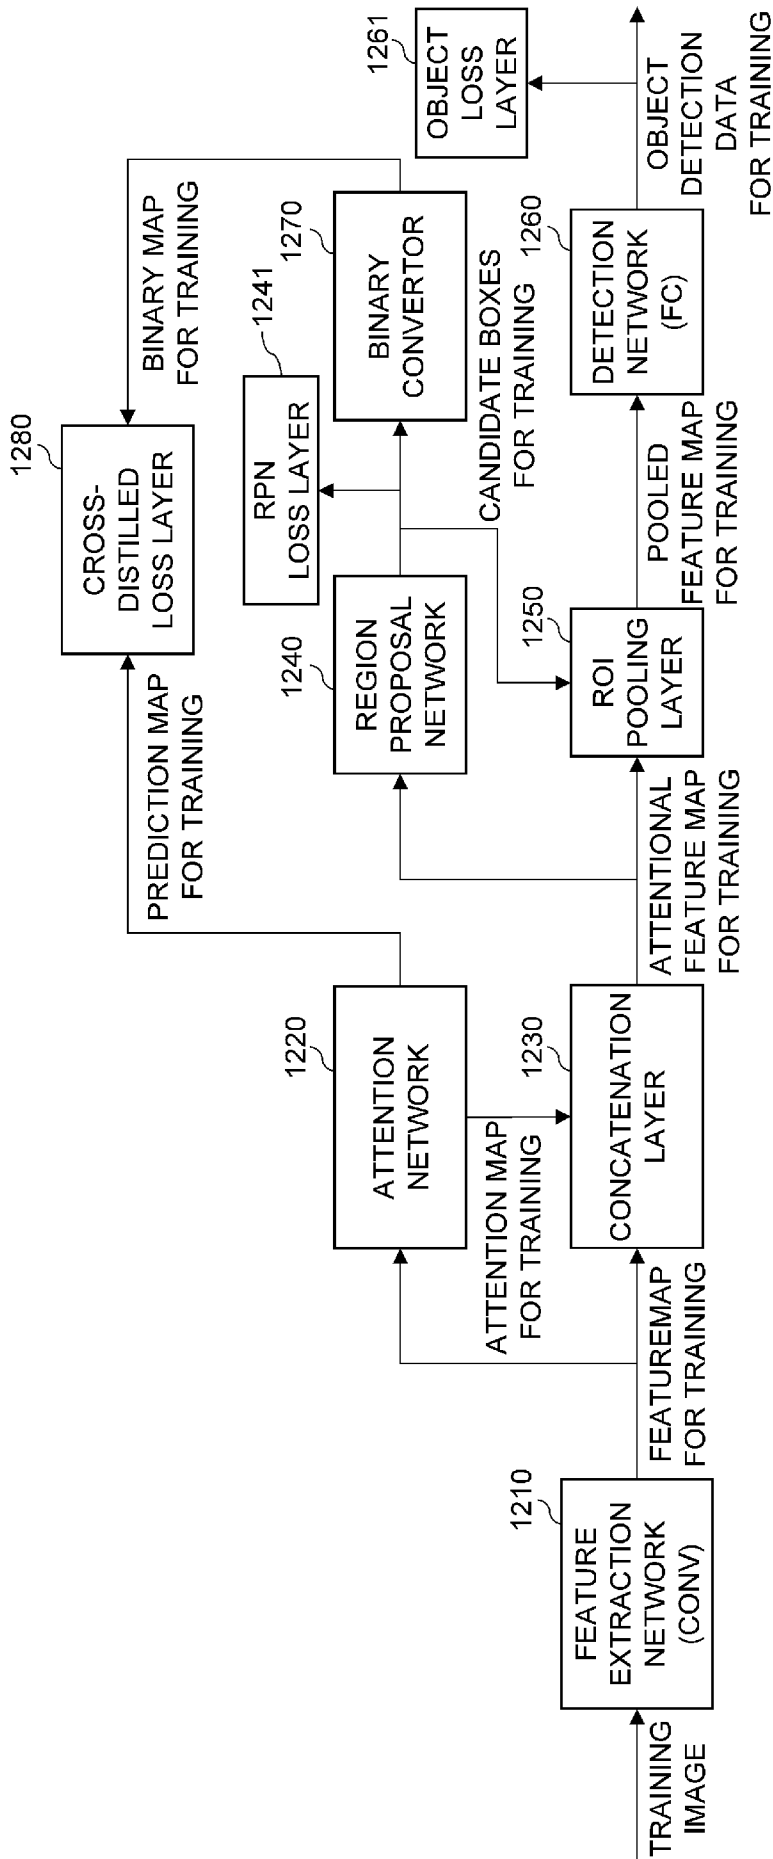 TRAINING
IMAGE
1210
FEATURE
EXTRACTION
NETWORK
(CONV)
FEATUREMAP
FOR TRAINING
1220
ATTENTION
NETWORK
ATTENTION MAP
FOR TRAINING
1230
CONCATENATION
LAYER
PREDICTION MAP
FOR TRAINING
ATTENTIONAL
FEATURE MAP
FOR TRAINING
1240
REGION
PROPOSAL
NETWORK
1250
ROI
POOLING
LAYER
1280
CROSS-
DISTILLED
LOSS LAYER
RPN
LOSS LAYER
1241
CANDIDATE BOXES
FOR TRAINING
POOLED
FEATURE MAP
FOR TRAINING
BINARY MAP
FOR TRAINING
1270
BINARY
CONVERTOR
1260
DETECTION
NETWORK
(FC)
1261
OBJECT
LOSS
LAYER
OBJECT
DETECTION
DATA
FOR TRAINING